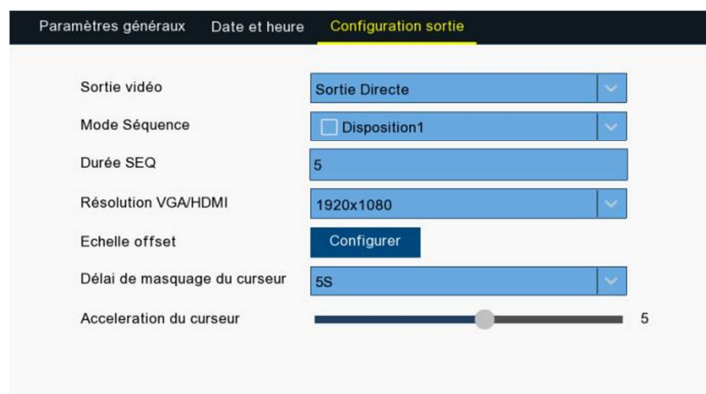 Paramètres généraux Date et heure Configuration sortie
Sortie vidéo Sortie Directe
Mode Séquence Disposition1
Durée SEQ 5
Résolution VGA/HDMI 1920x1080
Echelle offset Configurer
Délai de masquage du curseur 5S
Acceleration du curseur 5